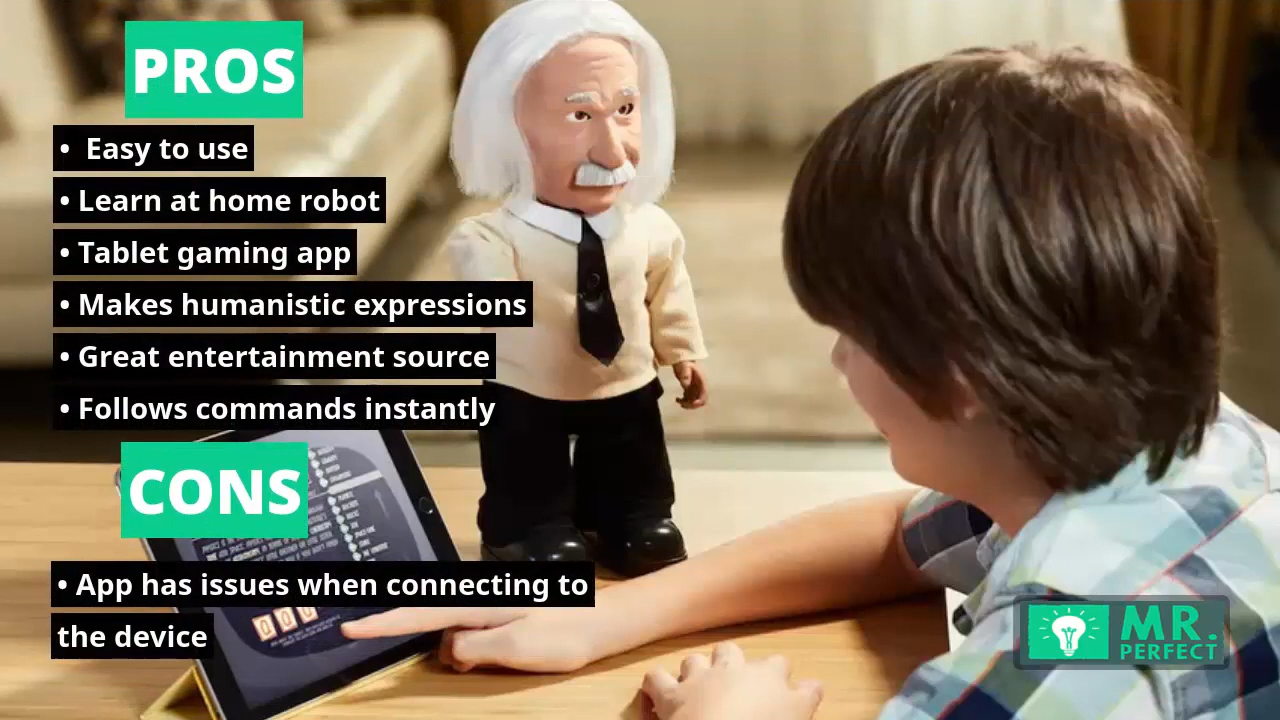 PROS
• Easy to use
• Learn at home robot
• Tablet gaming app
• Makes humanistic expressions
• Great entertainment source
• Follows commands instantly
CONS
• App has issues when connecting to
the device
MR.
PERFECT